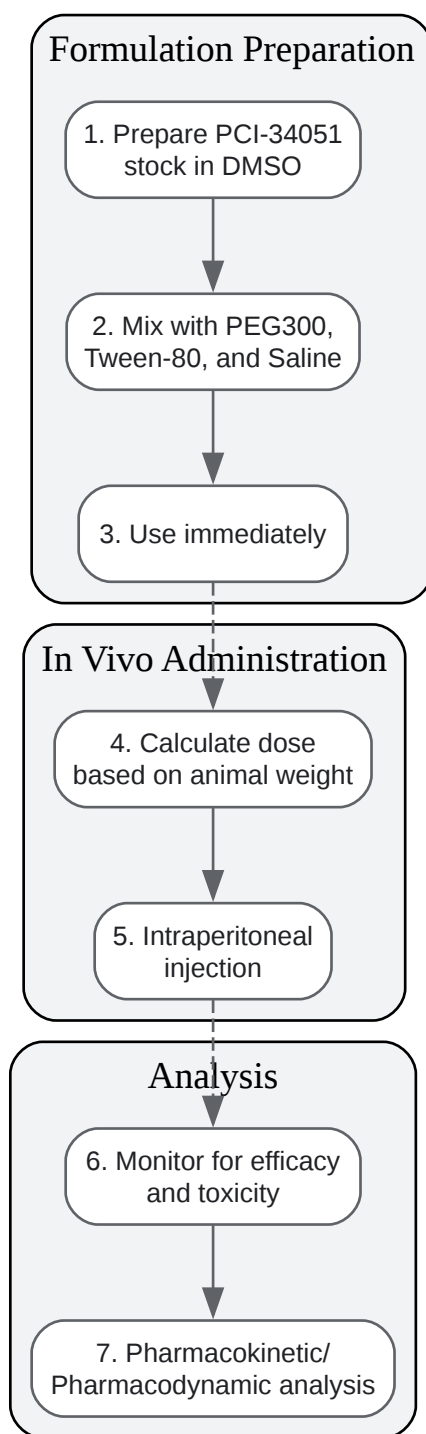 Formulation Preparation
1. Prepare PCI-34051
stock in DMSO
2. Mix with PEG300,
Tween-80, and Saline
3. Use immediately
In Vivo Administration
4. Calculate dose
based on animal weight
5. Intraperitoneal
injection
Analysis
6. Monitor for efficacy
and toxicity
7. Pharmacokinetic/
Pharmacodynamic analysis